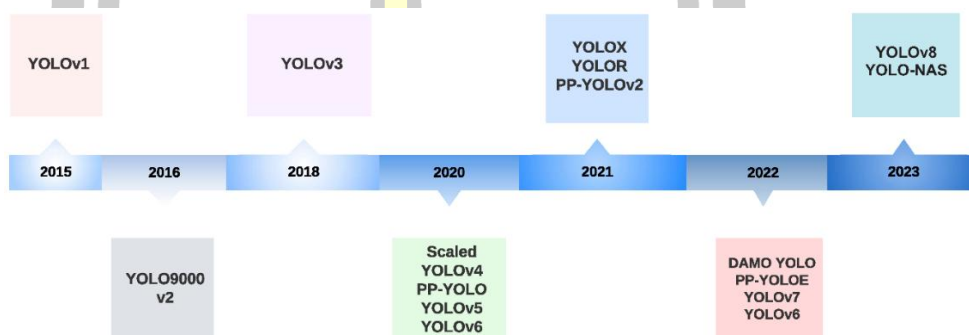 YOLOv1
YOLOv3
YOLOX
YOLOR
PP-YOLOv2
YOLOv8
YOLO-NAS
2015
2016
2018
2020
2021
2022
2023
YOLO9000
v2
Scaled
YOLOv4
PP-YOLO
YOLOv5
YOLOv6
DAMO YOLO
PP-YOLOE
YOLOv7
YOLOv6